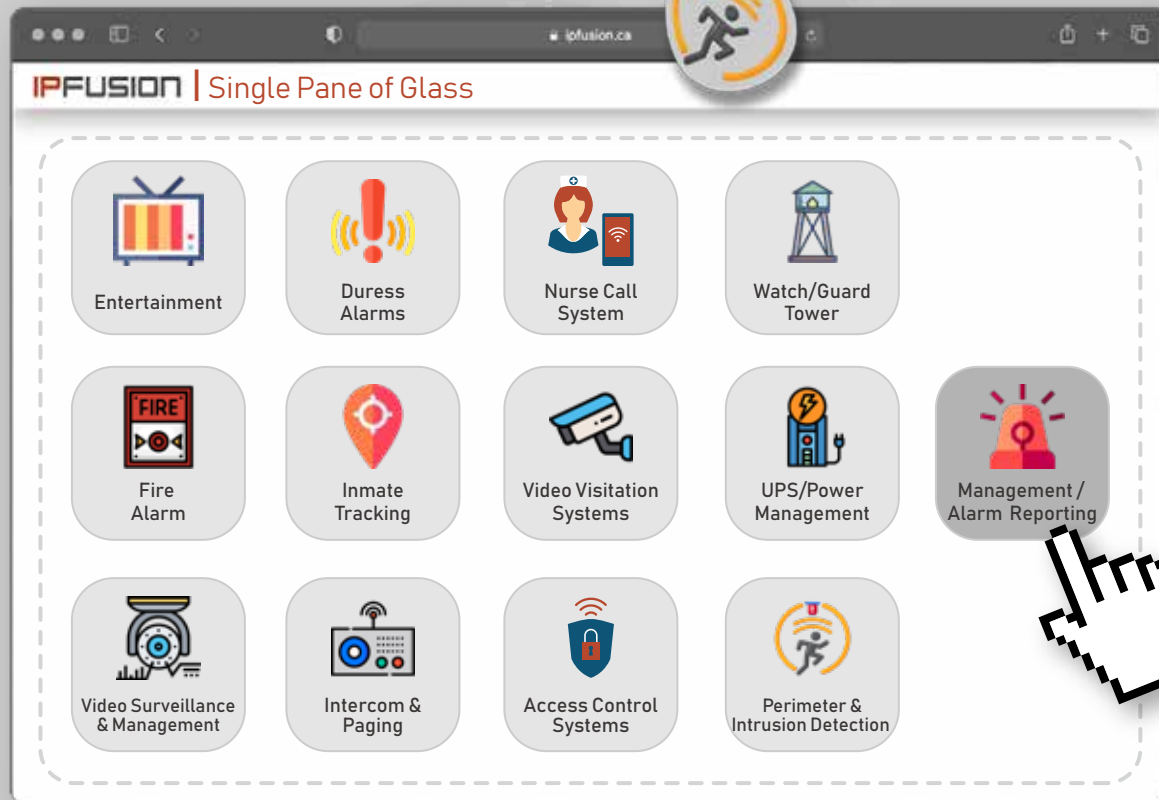 ipfusion.ca
IPFUSION | Single Pane of Glass
Entertainment
Duress
Alarms
Nurse Call
System
Watch/Guard
Tower
FIRE
Fire
Alarm
Inmate
Tracking
Video Visitation
Systems
UPS/Power
Management
Management /
Alarm Reporting
Video Surveillance
& Management
Intercom &
Paging
Access Control
Systems
Perimeter &
Intrusion Detection